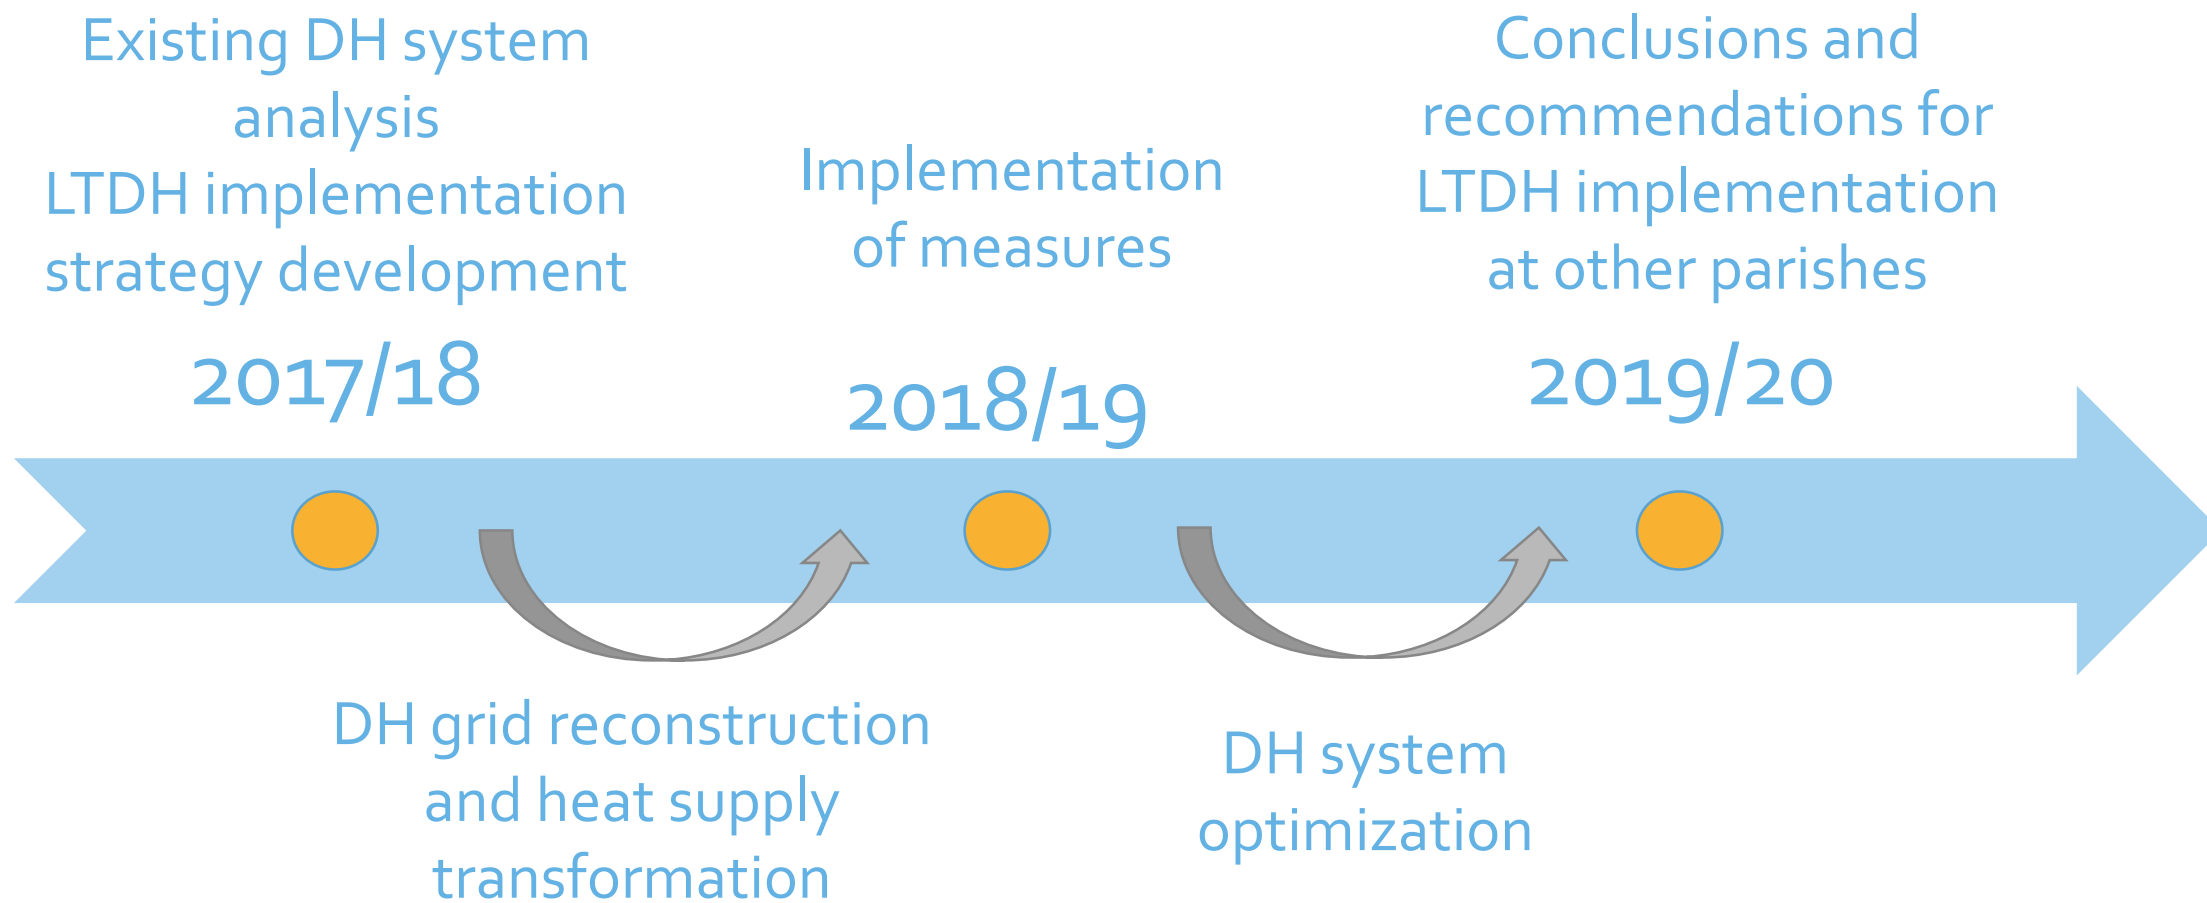 Existing DH system
analysis
LTDH implementation
strategy development
2017/18
Implementation
of measures
2018/19
Conclusions and
recommendations for
LTDH implementation
at other parishes
2019/20
DH grid reconstruction
and heat supply
transformation
DH system
optimization